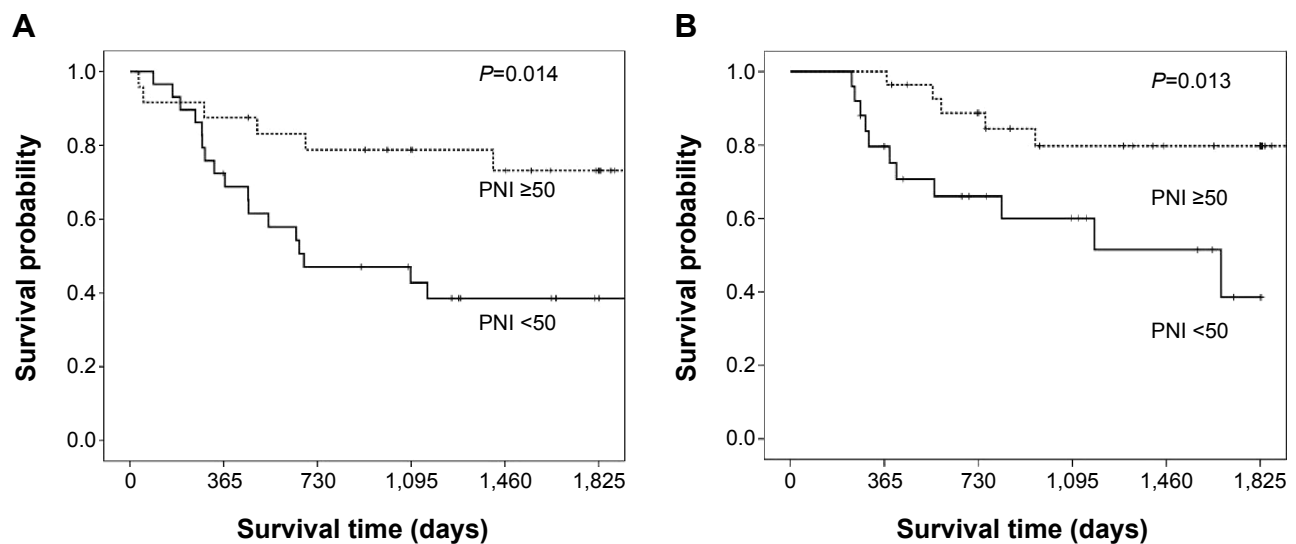 A
Survival probability
1.0
0.8
0.6
0.4
0.2
0.0
P=0.014
PNI ≥50
PNI <50
0 365 730 1,095 1,460 1,825
Survival time (days)
B
Survival probability
1.0
0.8
0.6
0.4
0.2
0.0
P=0.013
PNI ≥50
PNI <50
0 365 730 1,095 1,460 1,825
Survival time (days)